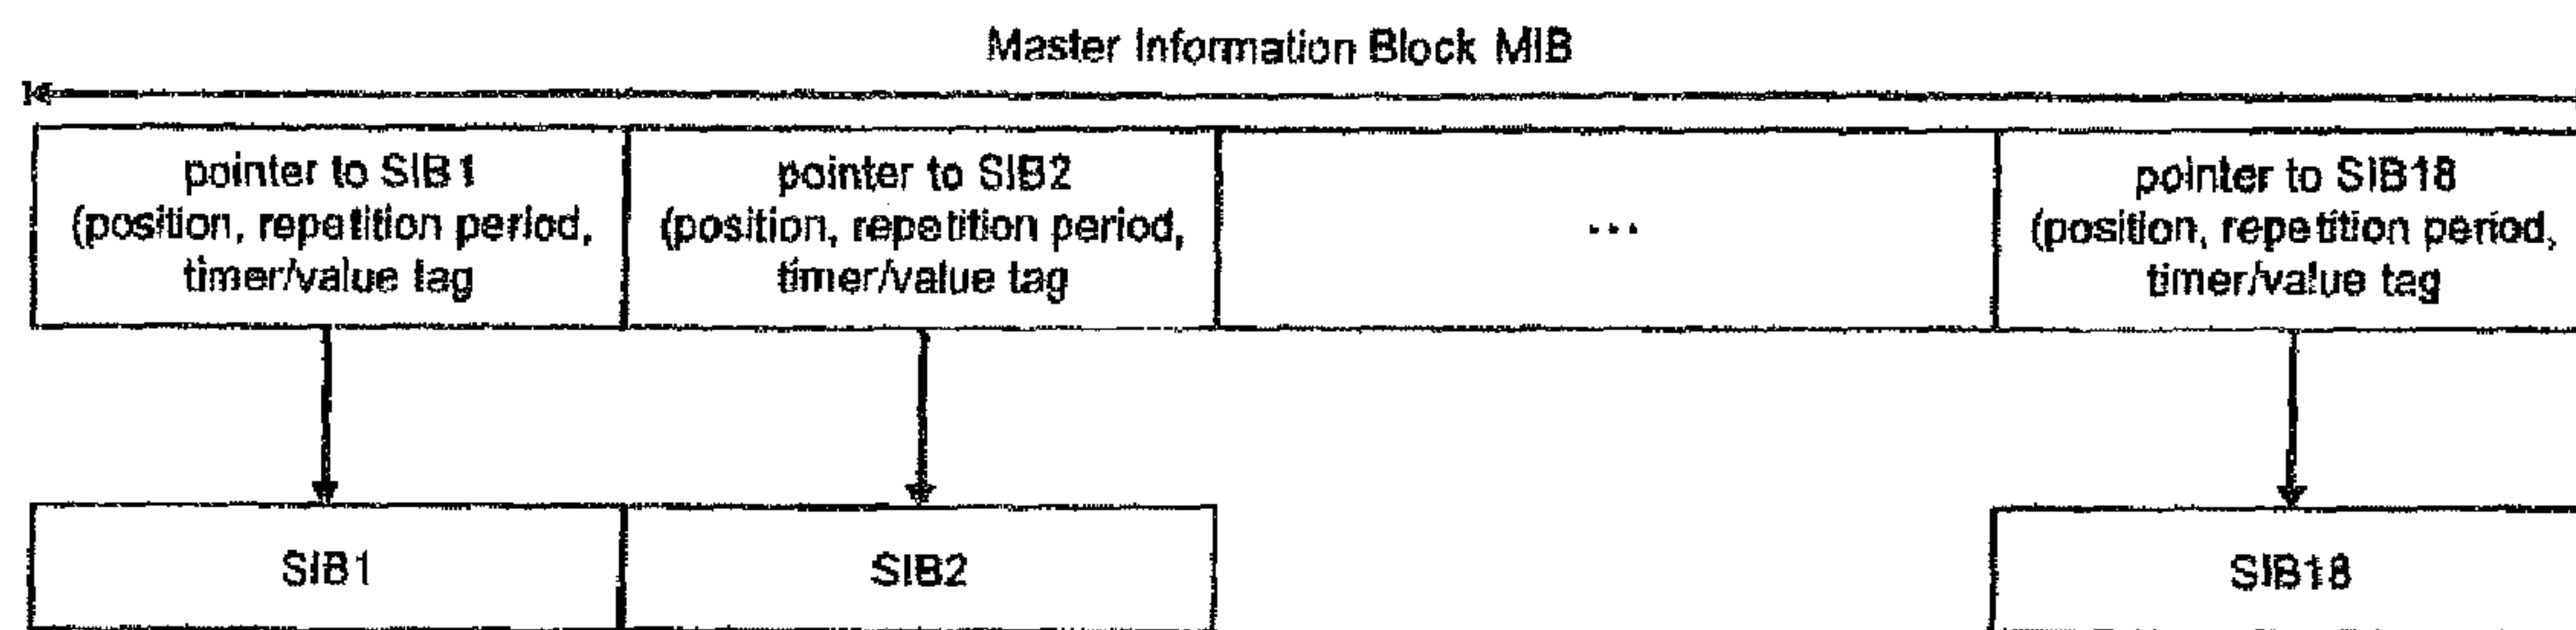 Master Information Block MIB
pointer to SIB1
(position, repetition period,
timer/value tag
pointer to SIB2
(position, repetition period,
timer/value tag
...
pointer to SIB18
(position, repetition period,
timer/value tag
SIB1
SIB2
SIB18